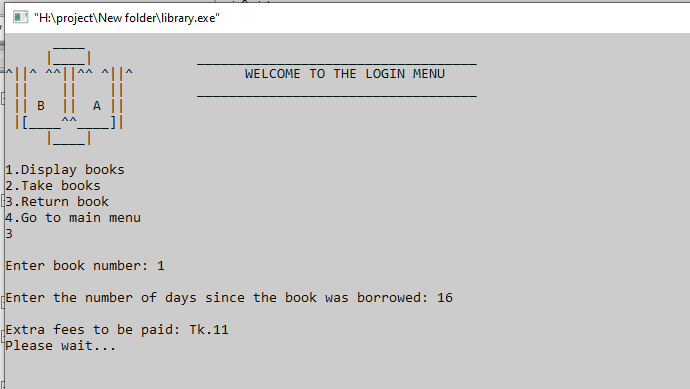 "H:\project\New folder\library.exe"
____
|____|
^||^ ^^||^^ ^||^
WELCOME TO THE LOGIN MENU
|| || ||
|| B || A ||
|[____^^____]|
|____|
1.Display books
2.Take books
3.Return book
4.Go to main menu
3
Enter book number: 1
Enter the number of days since the book was borrowed: 16
Extra fees to be paid: Tk.11
Please wait...